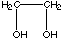 H₂C CH₂
OH OH